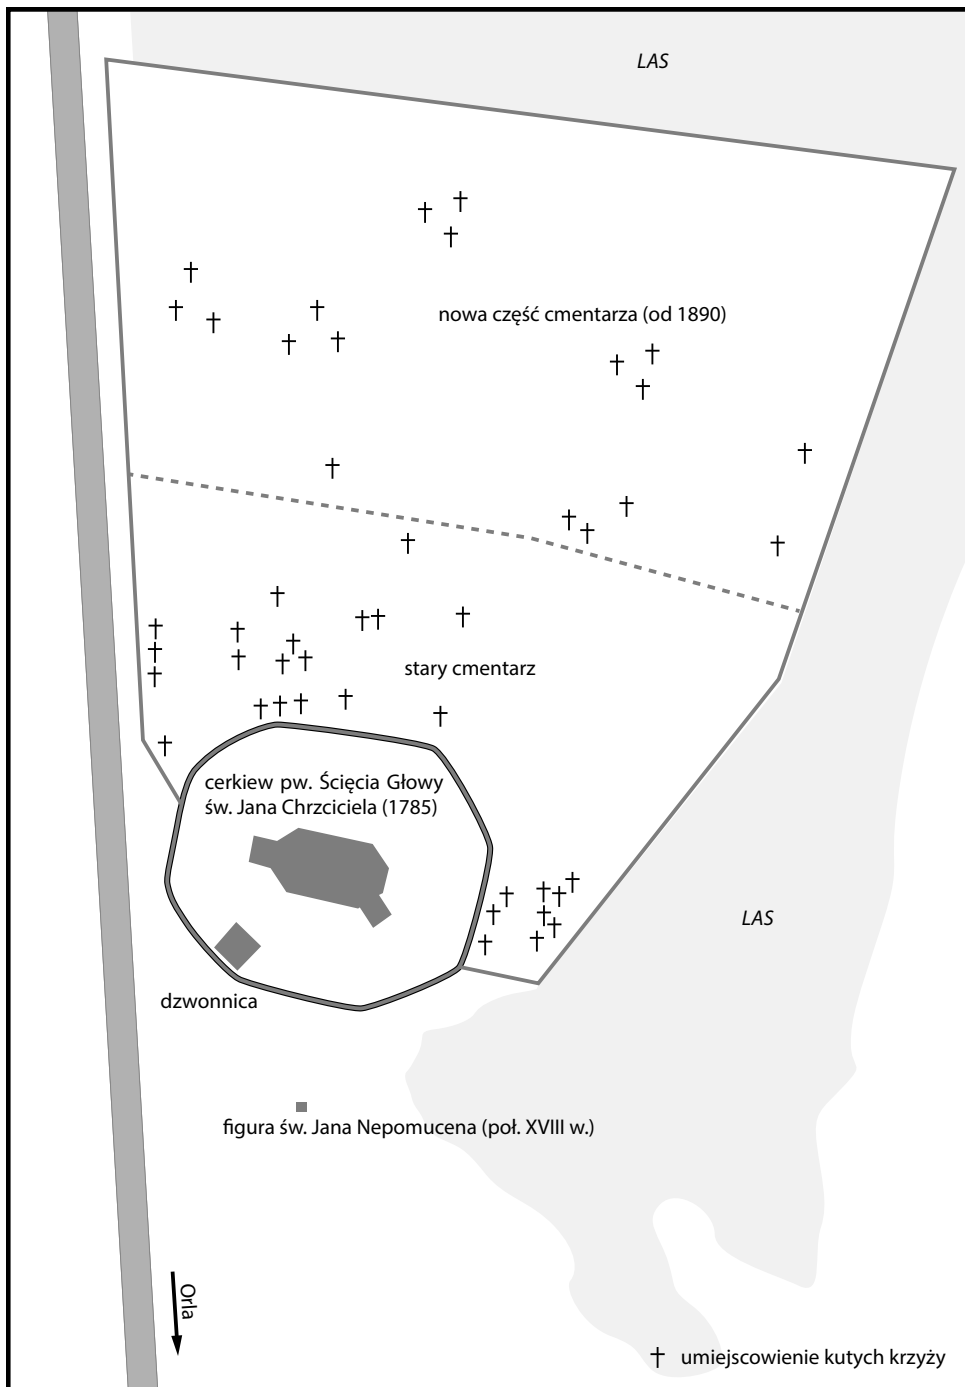 LAS
nowa część cmentarza (od 1890)
stary cmentarz
cerkiew pw. Ścięcia Głowy
św. Jana Chrzciciela (1785)
LAS
dzwonnica
figura św. Jana Nepomucena (poł. XVIII w.)
Orla
umiejscowienie kutych krzyży